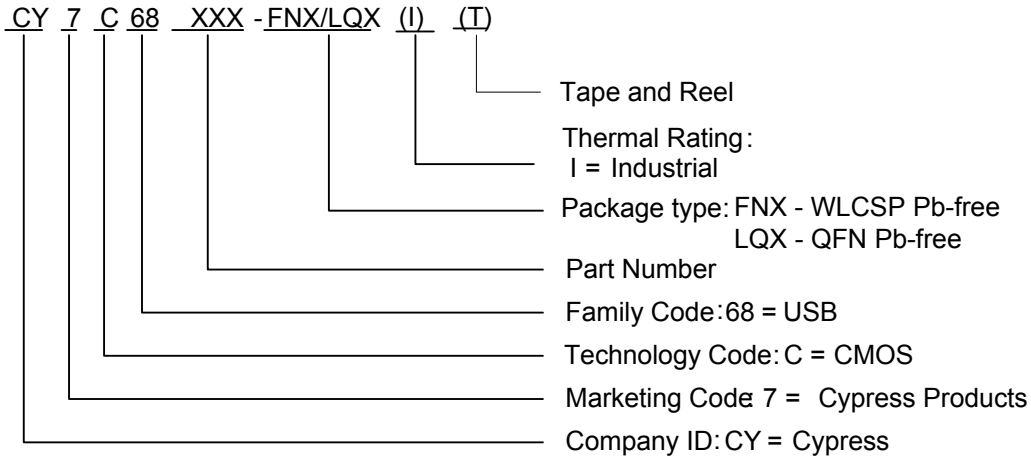 CY 7 C 68 XXX - FNX/LQX (I) (T)
Tape and Reel
Thermal Rating:
I = Industrial
Package type: FNX - WLCSP Pb-free
LQX - QFN Pb-free
Part Number
Family Code: 68 = USB
Technology Code: C = CMOS
Marketing Code: 7 = Cypress Products
Company ID: CY = Cypress